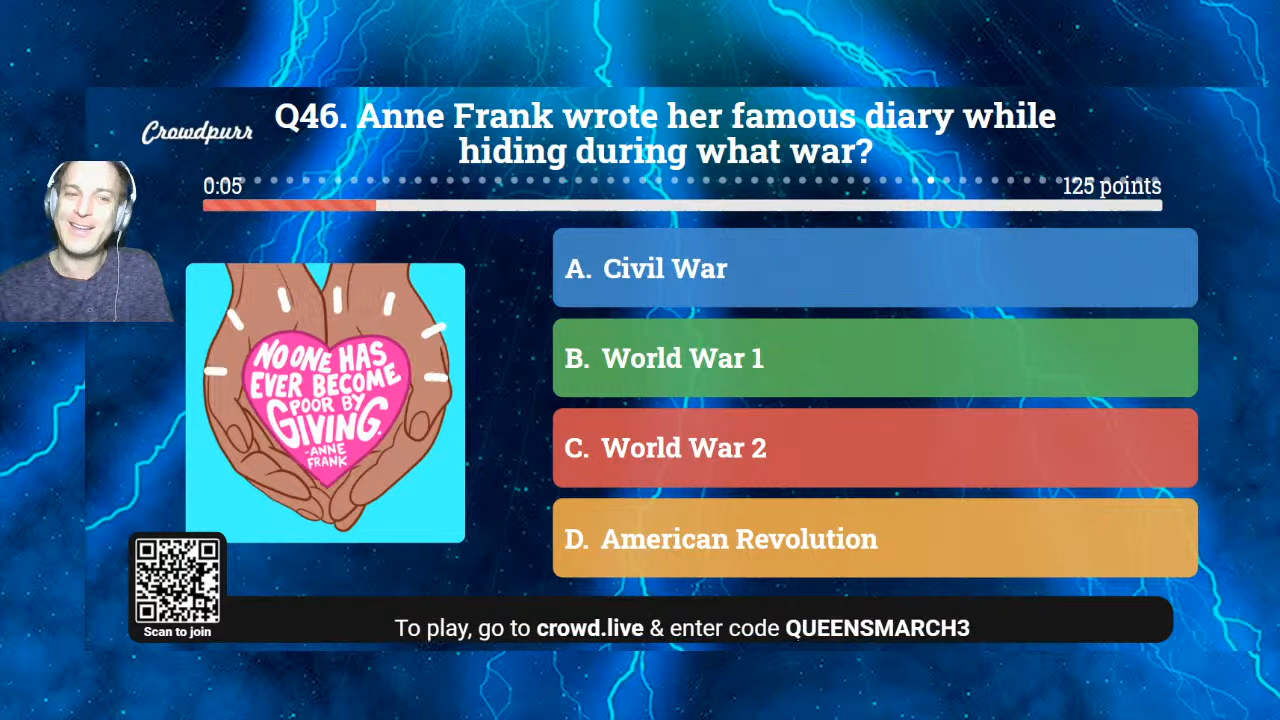 Crowdpurr
Q46. Anne Frank wrote her famous diary while
hiding during what war?
0:05
125 points
A. Civil War
B. World War 1
C. World War 2
D. American Revolution
NO ONE HAS
EVER BECOME
POOR BY
GIVING.
-ANNE
FRANK
Scan to join
To play, go to crowd.live & enter code QUEENSMARCH3